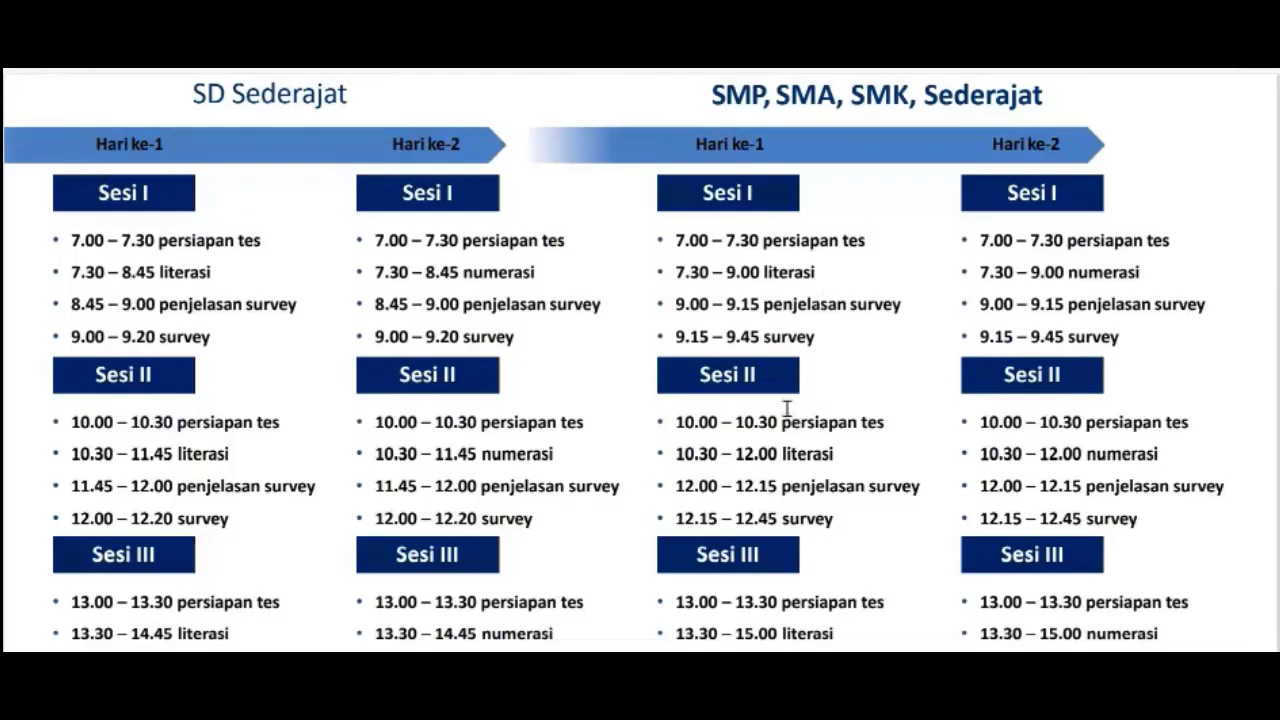 SD Sederajat
Hari ke-1
Hari ke-2
Sesi I
• 7.00 – 7.30 persiapan tes
• 7.30 – 8.45 literasi
• 8.45 – 9.00 penjelasan survey
• 9.00 – 9.20 survey
Sesi II
• 10.00 – 10.30 persiapan tes
• 10.30 – 11.45 literasi
• 11.45 – 12.00 penjelasan survey
• 12.00 – 12.20 survey
Sesi III
• 13.00 – 13.30 persiapan tes
• 13.30 – 14.45 literasi
Sesi I
• 7.00 – 7.30 persiapan tes
• 7.30 – 8.45 numerasi
• 8.45 – 9.00 penjelasan survey
• 9.00 – 9.20 survey
Sesi II
• 10.00 – 10.30 persiapan tes
• 10.30 – 11.45 numerasi
• 11.45 – 12.00 penjelasan survey
• 12.00 – 12.20 survey
Sesi III
• 13.00 – 13.30 persiapan tes
• 13.30 – 14.45 numerasi
SMP, SMA, SMK, Sederajat
Hari ke-1
Hari ke-2
Sesi I
• 7.00 – 7.30 persiapan tes
• 7.30 – 9.00 literasi
• 9.00 – 9.15 penjelasan survey
• 9.15 – 9.45 survey
Sesi II
• 10.00 – 10.30 persiapan tes
• 10.30 – 12.00 literasi
• 12.00 – 12.15 penjelasan survey
• 12.15 – 12.45 survey
Sesi III
• 13.00 – 13.30 persiapan tes
• 13.30 – 15.00 literasi
Sesi I
• 7.00 – 7.30 persiapan tes
• 7.30 – 9.00 numerasi
• 9.00 – 9.15 penjelasan survey
• 9.15 – 9.45 survey
Sesi II
• 10.00 – 10.30 persiapan tes
• 10.30 – 12.00 numerasi
• 12.00 – 12.15 penjelasan survey
• 12.15 – 12.45 survey
Sesi III
• 13.00 – 13.30 persiapan tes
• 13.30 – 15.00 numerasi